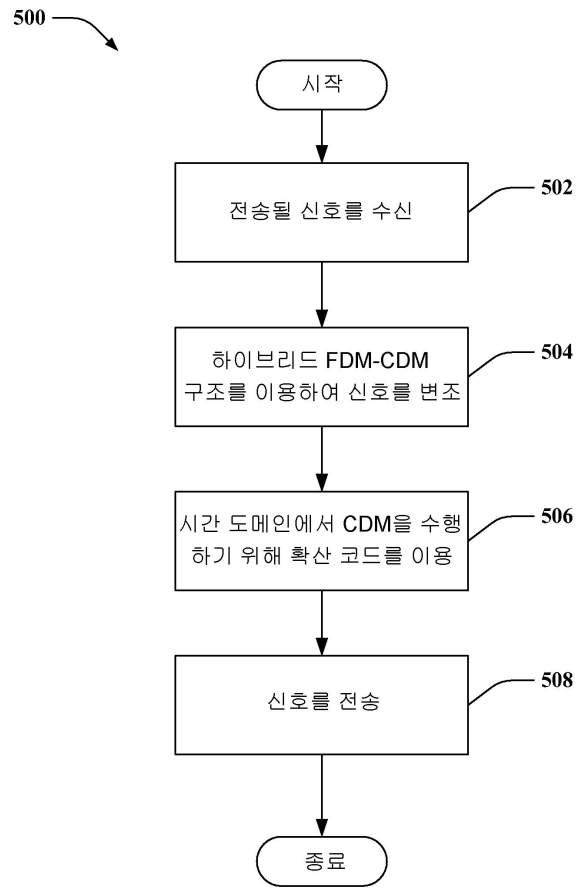 500
시작
전송될 신호를 수신
502
하이브리드 FDM-CDM
구조를 이용하여 신호를 변조
504
시간 도메인에서 CDM을 수행
하기 위해 확산 코드를 이용
506
신호를 전송
508
종료